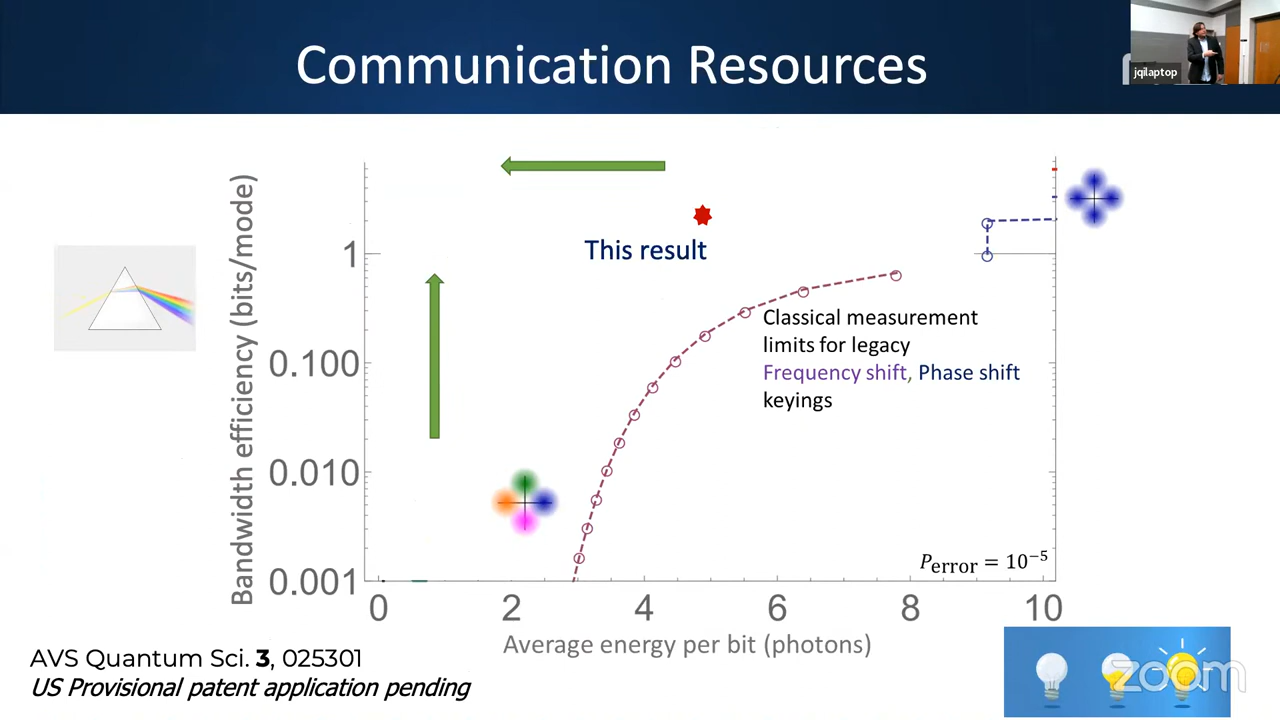 Communication Resources
jqilaptop
This result
Bandwidth efficiency (bits/mode)
1
0.100
0.010
0.001
Classical measurement
limits for legacy
Frequency shift, Phase shift
keyings
P_error = 10^-5
0 2 4 6 8 10
Average energy per bit (photons)
AVS Quantum Sci. 3, 025301
US Provisional patent application pending
zoom